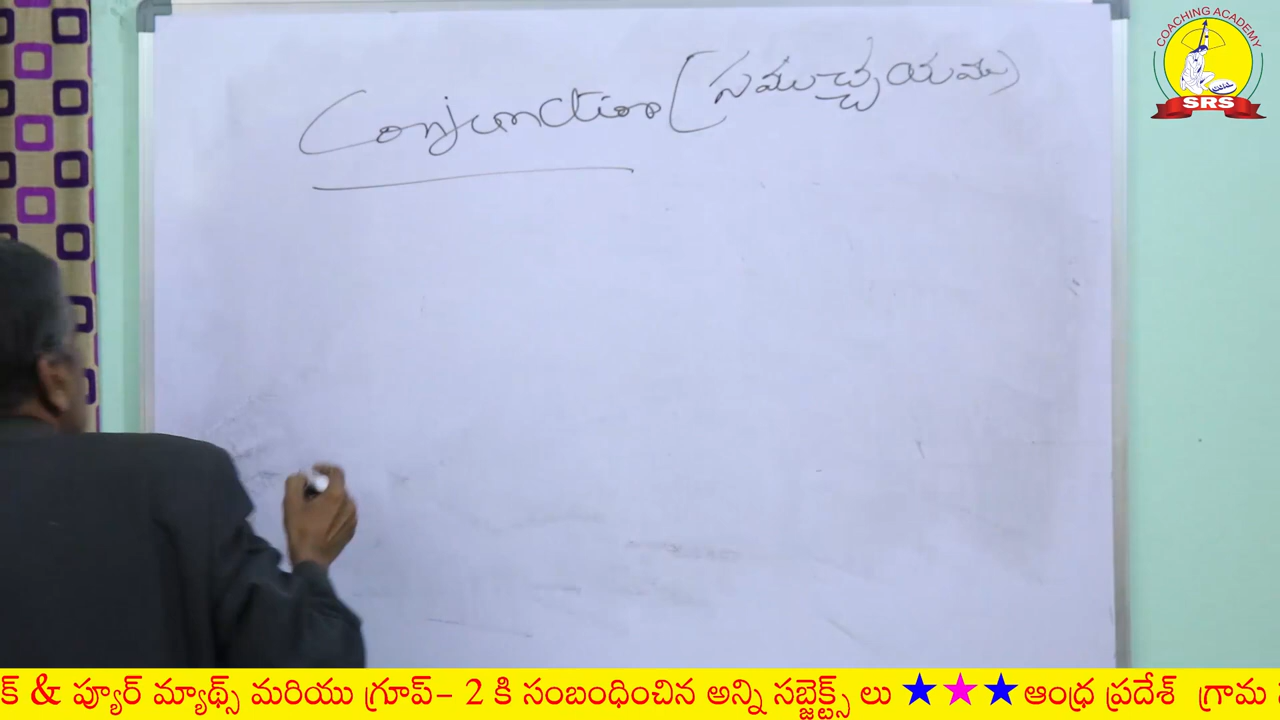 Conjunction (సముచ్చయము)
COACHING ACADEMY
SRS
క్ & ప్యూర్ మ్యాథ్స్ మరియు గ్రూప్- 2 కి సంబంధించిన అన్ని సబ్జెక్ట్స్ లు ★★★ ఆంధ్ర ప్రదేశ్ గ్రామ